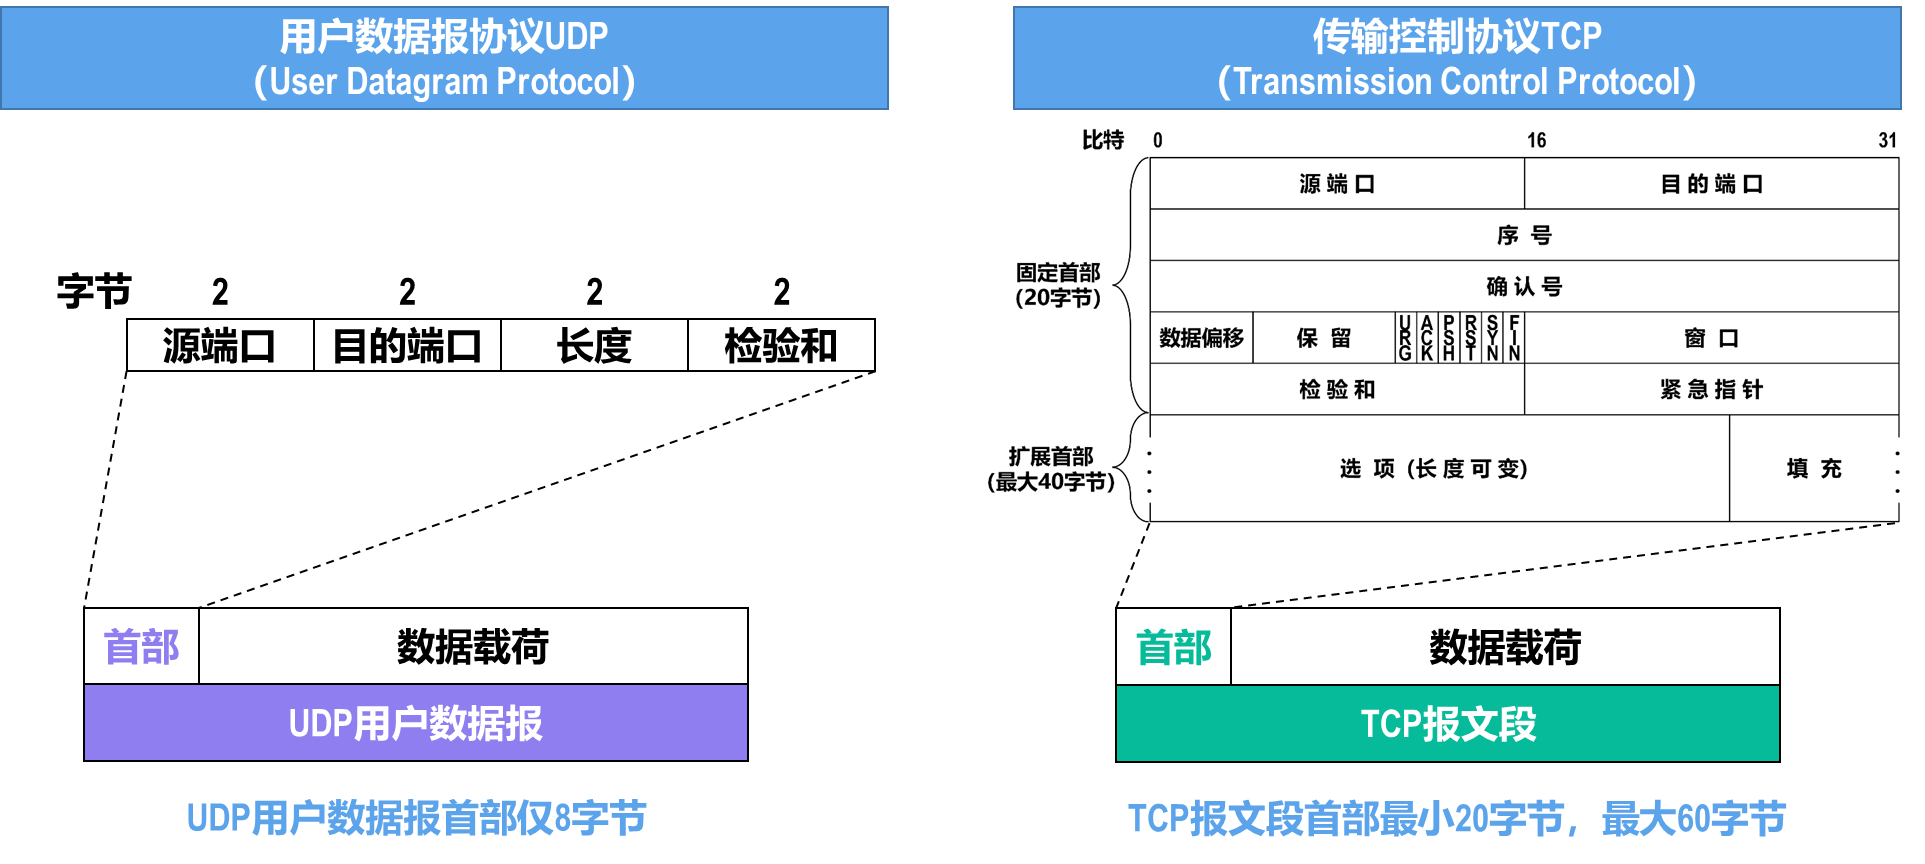 用户数据报协议UDP
（User Datagram Protocol）
字节 2 2 2 2
源端口 目的端口 长度 检验和
首部 数据载荷
UDP用户数据报
UDP用户数据报首部仅8字节
传输控制协议TCP
（Transmission Control Protocol）
比特 0 16 31
源端口 目的端口
序号
固定首部
(20字节)
确认号
数据偏移 保留 URG ACK PSH RST SYN FIN 窗口
检验和 紧急指针
扩展首部
(最大40字节)
选项 (长度可变) 填充
首部 数据载荷
TCP报文段
TCP报文段首部最小20字节，最大60字节